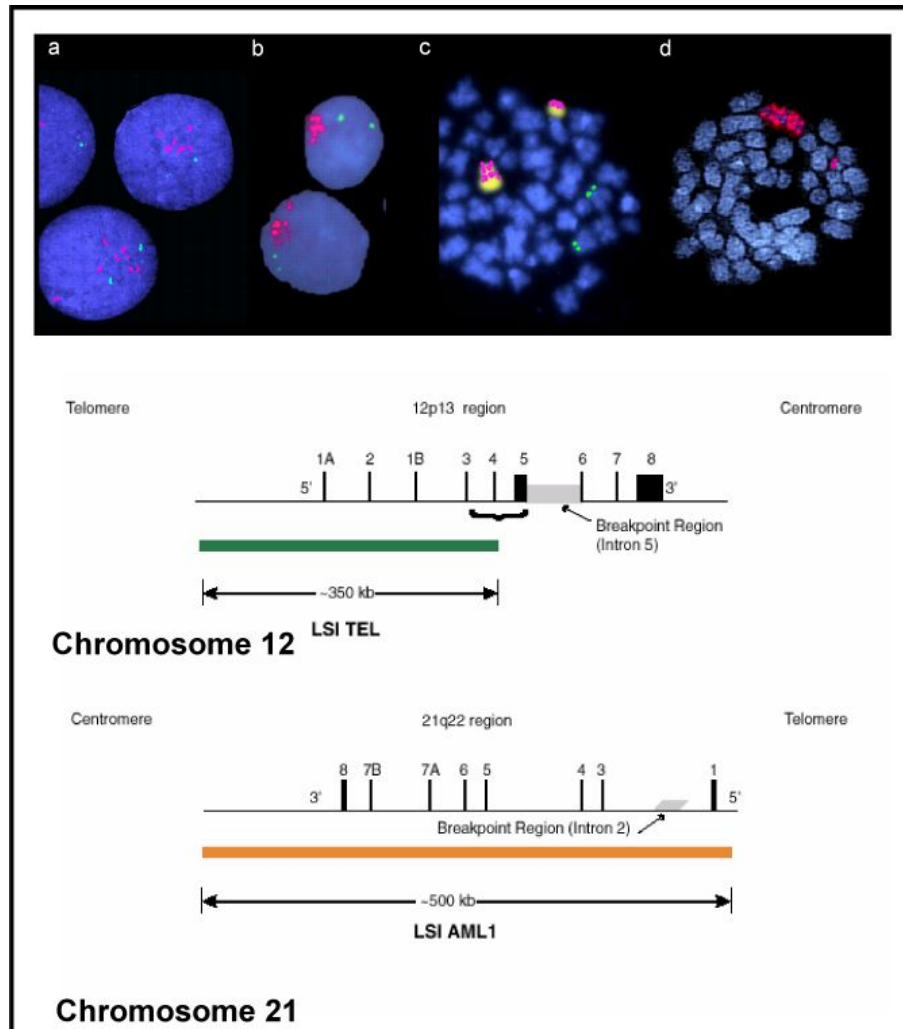 a b c d
Telomere 12p13 region Centromere
1A 2 1B 3 4 5 6 7 8
5' 3'
Breakpoint Region
(Intron 5)
~350 kb
LSI TEL
Chromosome 12
Centromere 21q22 region Telomere
8 7B 7A 6 5 4 3 1
3' 5'
Breakpoint Region (Intron 2)
~500 kb
LSI AML1
Chromosome 21